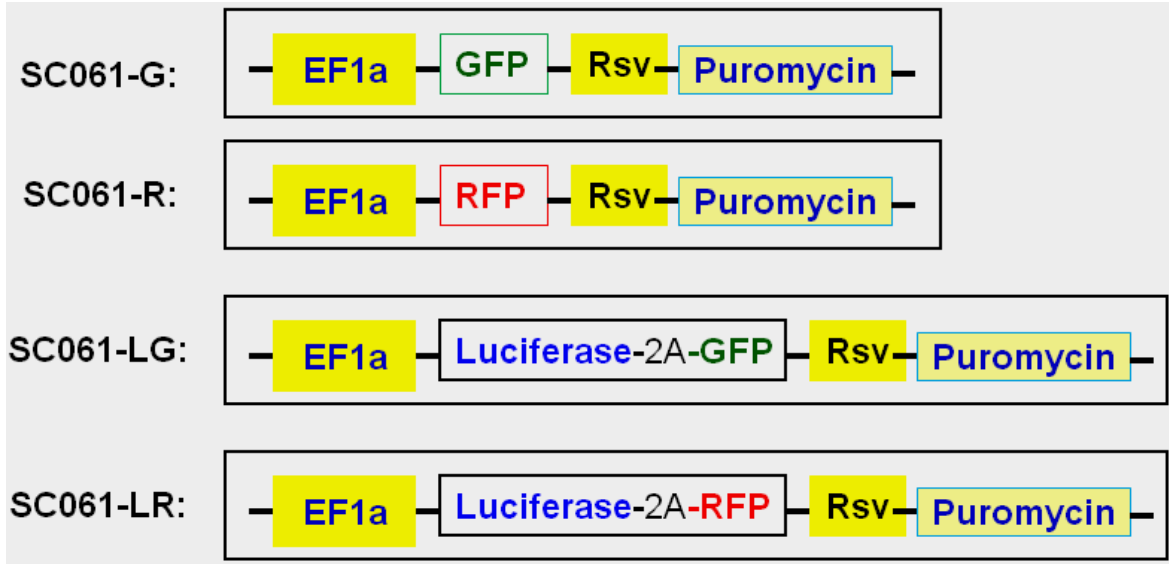 SC061-G: EF1a GFP Rsv Puromycin
SC061-R: EF1a RFP Rsv Puromycin
SC061-LG: EF1a Luciferase-2A-GFP Rsv Puromycin
SC061-LR: EF1a Luciferase-2A-RFP Rsv Puromycin